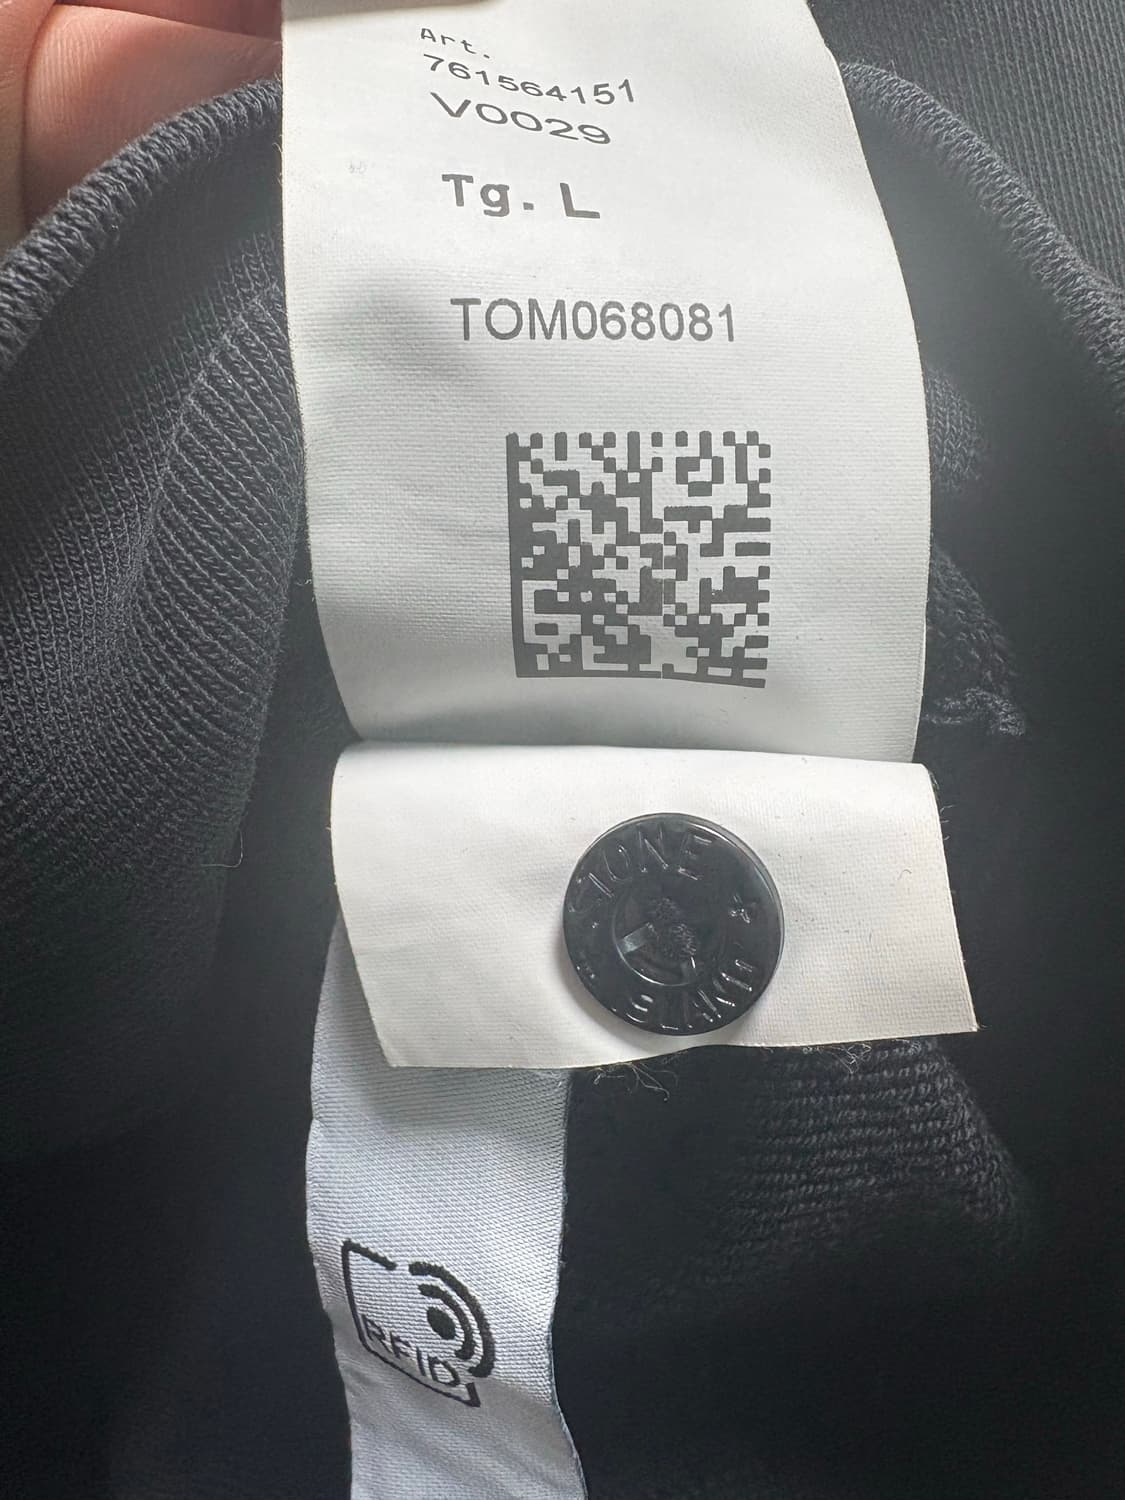 Art.
761564151
V0029
Tg. L
TOM068081
STONE
ISLAND
RFID